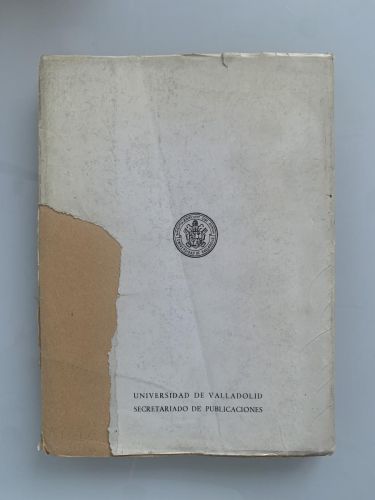 UNIVERSIDAD DE VALLADOLID
SECRETARIADO DE PUBLICACIONES